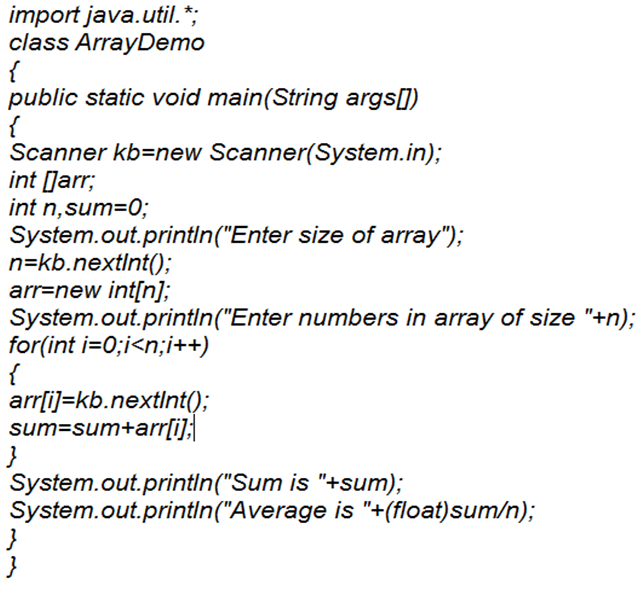 import java.util.*;
class ArrayDemo
{
public static void main(String args[])
{
Scanner kb=new Scanner(System.in);
int []arr;
int n,sum=0;
System.out.println("Enter size of array");
n=kb.nextInt();
arr=new int[n];
System.out.println("Enter numbers in array of size "+n);
for(int i=0;i<n;i++)
{
arr[i]=kb.nextInt();
sum=sum+arr[i];
}
System.out.println("Sum is "+sum);
System.out.println("Average is "+(float)sum/n);
}
}